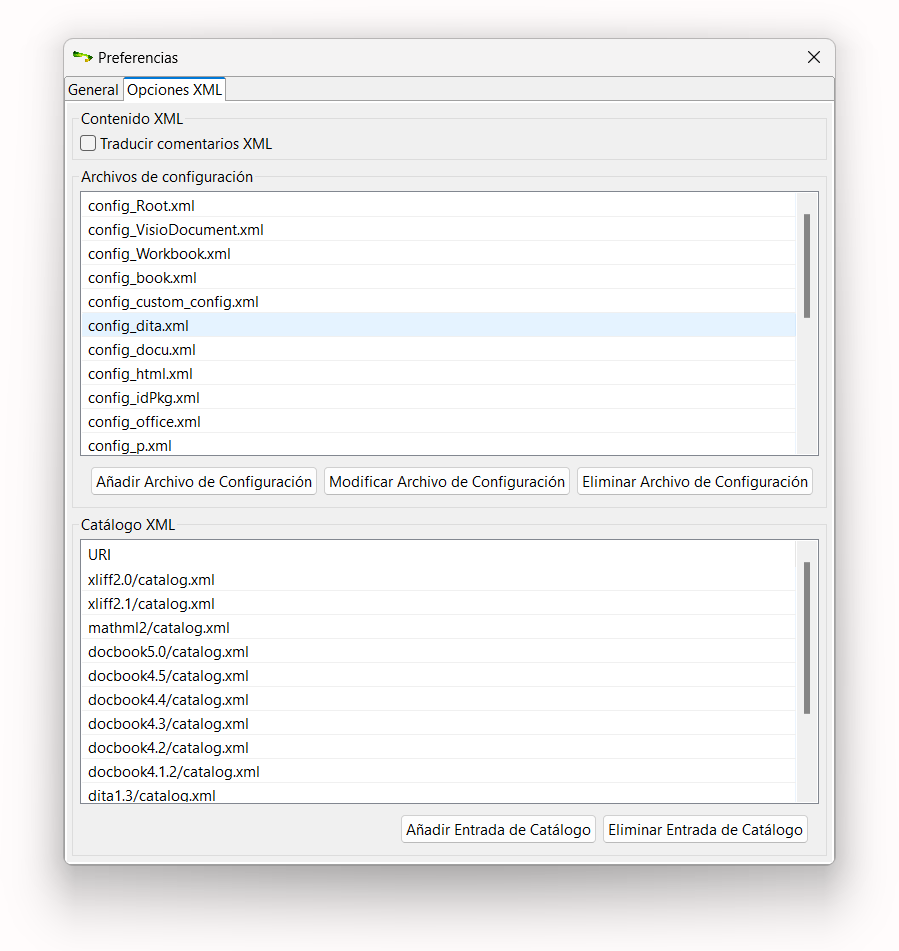 Preferencias
General Opciones XML
Contenido XML
Traducir comentarios XML
Archivos de configuración
config_Root.xml
config_VisioDocument.xml
config_Workbook.xml
config_book.xml
config_custom_config.xml
config_dita.xml
config_docu.xml
config_html.xml
config_idPkg.xml
config_office.xml
config_p.xml
Añadir Archivo de Configuración Modificar Archivo de Configuración Eliminar Archivo de Configuración
Catálogo XML
URI
xliff2.0/catalog.xml
xliff2.1/catalog.xml
mathml2/catalog.xml
docbook5.0/catalog.xml
docbook4.5/catalog.xml
docbook4.4/catalog.xml
docbook4.3/catalog.xml
docbook4.2/catalog.xml
docbook4.1.2/catalog.xml
dita1.3/catalog.xml
Añadir Entrada de Catálogo Eliminar Entrada de Catálogo